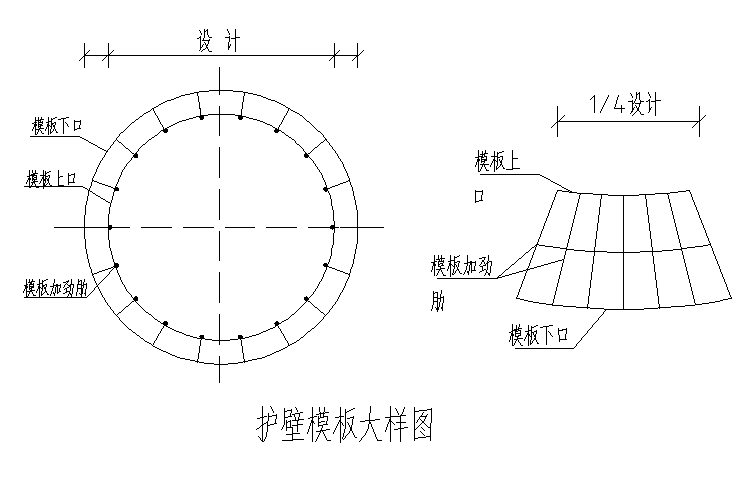 设 计
模板下口
模板上口
模板加劲肋
1/4设计
模板上
口
模板加劲
肋
模板下口
护壁模板大样图